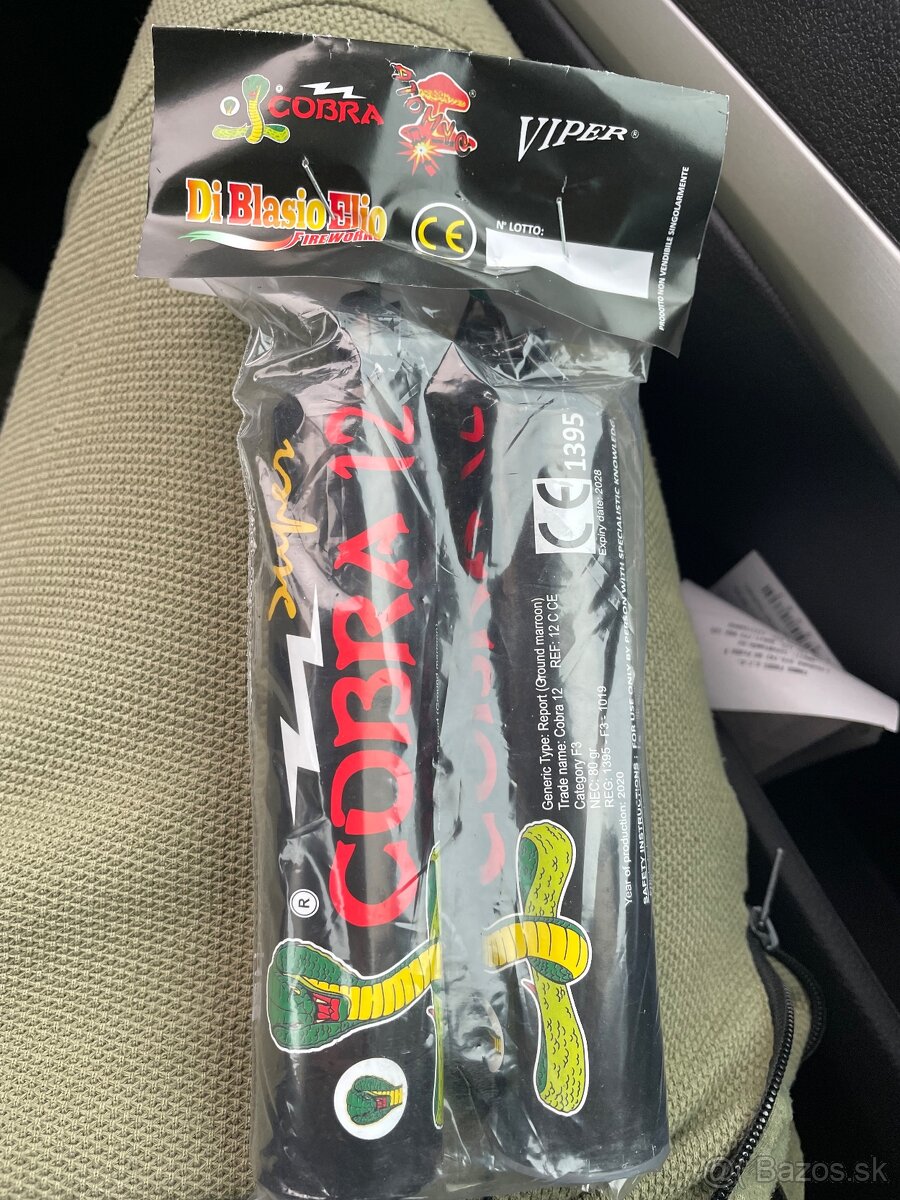 COBRA
VIPER®
Di Blasio Elio
FIREWORKS
CE
N° LOTTO:
PRODOTTO NON VENDIBILE SINGOLARMENTE
super
COBRA 12
®
CE 1395
Expiry date: 2028
Generic Type: Report (Ground marroon)
Trade name: Cobra 12 REF: 12 C CE
Category F3
NEC: 80 gr
REG: 1395 - F3 - 1019
Year of production: 2020
SAFETY INSTRUCTIONS : FOR USE ONLY BY PERSON WITH SPECIALISTIC KNOWLEDG
Bazos.sk